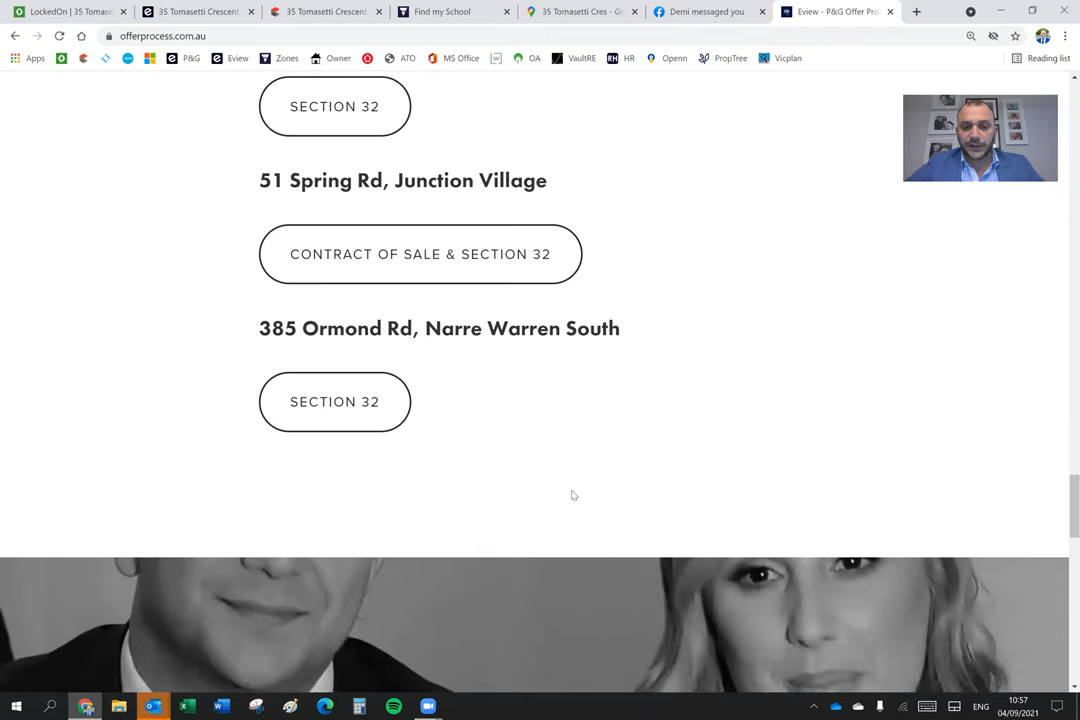 LockedOn | 35 Tomase
35 Tomasetti Crescent,
35 Tomasetti Crescent
Find my School
35 Tomasetti Cres - Go
Demi messaged you
Eview - P&G Offer Pro
offerprocess.com.au
Apps
P&G
Eview
Zones
Owner
ATO
MS Office
OA
VaultRE
RH HR
Openn
PropTree
Vicplan
Reading list
SECTION 32
51 Spring Rd, Junction Village
CONTRACT OF SALE & SECTION 32
385 Ormond Rd, Narre Warren South
SECTION 32
ENG
10:57
04/09/2021